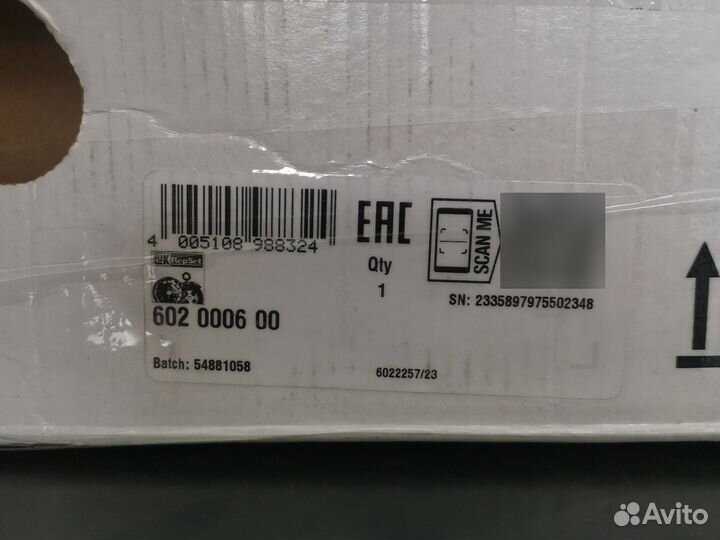 4 005108 988324
EAC
Qty
1
SCAN ME
SN: 2335897975502348
LuK RepSet
602 0006 00
Batch: 54881058
6022257/23
Avito